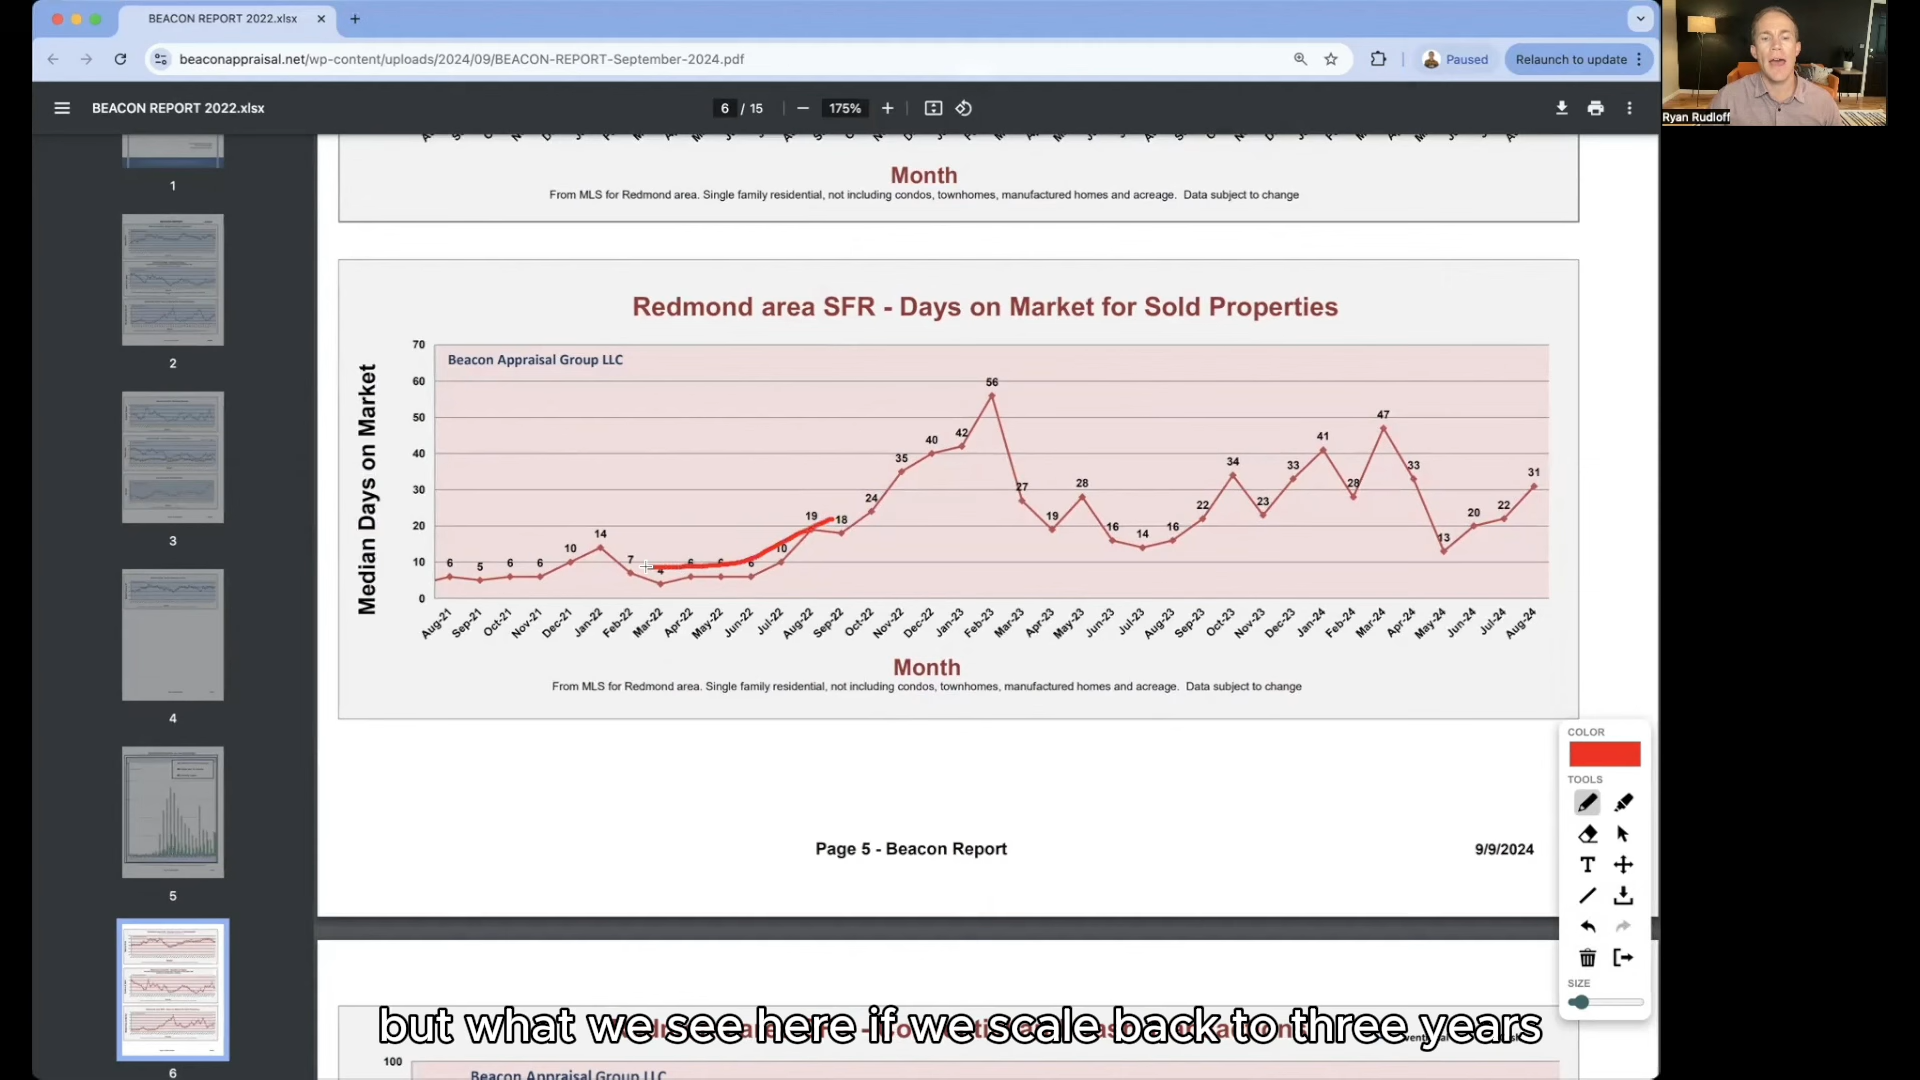 BEACON REPORT 2022.xlsx
beaconappraisal.net/wp-content/uploads/2024/09/BEACON-REPORT-September-2024.pdf
Paused
Relaunch to update
Ryan Rudloff
BEACON REPORT 2022.xlsx
6 / 15
175%
1
2
3
4
5
6
Month
From MLS for Redmond area. Single family residential, not including condos, townhomes, manufactured homes and acreage. Data subject to change
Redmond area SFR - Days on Market for Sold Properties
Beacon Appraisal Group LLC
Median Days on Market
70
60
50
40
30
20
10
0
6 5 6 6 10 14 7 4 6 6 6 10 19 18 24 35 40 42 56 27 19 28 16 14 16 22 34 23 33 41 28 47 33 13 20 22 31
Aug-21 Sep-21 Oct-21 Nov-21 Dec-21 Jan-22 Feb-22 Mar-22 Apr-22 May-22 Jun-22 Jul-22 Aug-22 Sep-22 Oct-22 Nov-22 Dec-22 Jan-23 Feb-23 Mar-23 Apr-23 May-23 Jun-23 Jul-23 Aug-23 Sep-23 Oct-23 Nov-23 Dec-23 Jan-24 Feb-24 Mar-24 Apr-24 May-24 Jun-24 Jul-24 Aug-24
Month
From MLS for Redmond area. Single family residential, not including condos, townhomes, manufactured homes and acreage. Data subject to change
Page 5 - Beacon Report
9/9/2024
COLOR
TOOLS
T
SIZE
but what we see here if we scale back to three years
100
Beacon Appraisal Group LLC